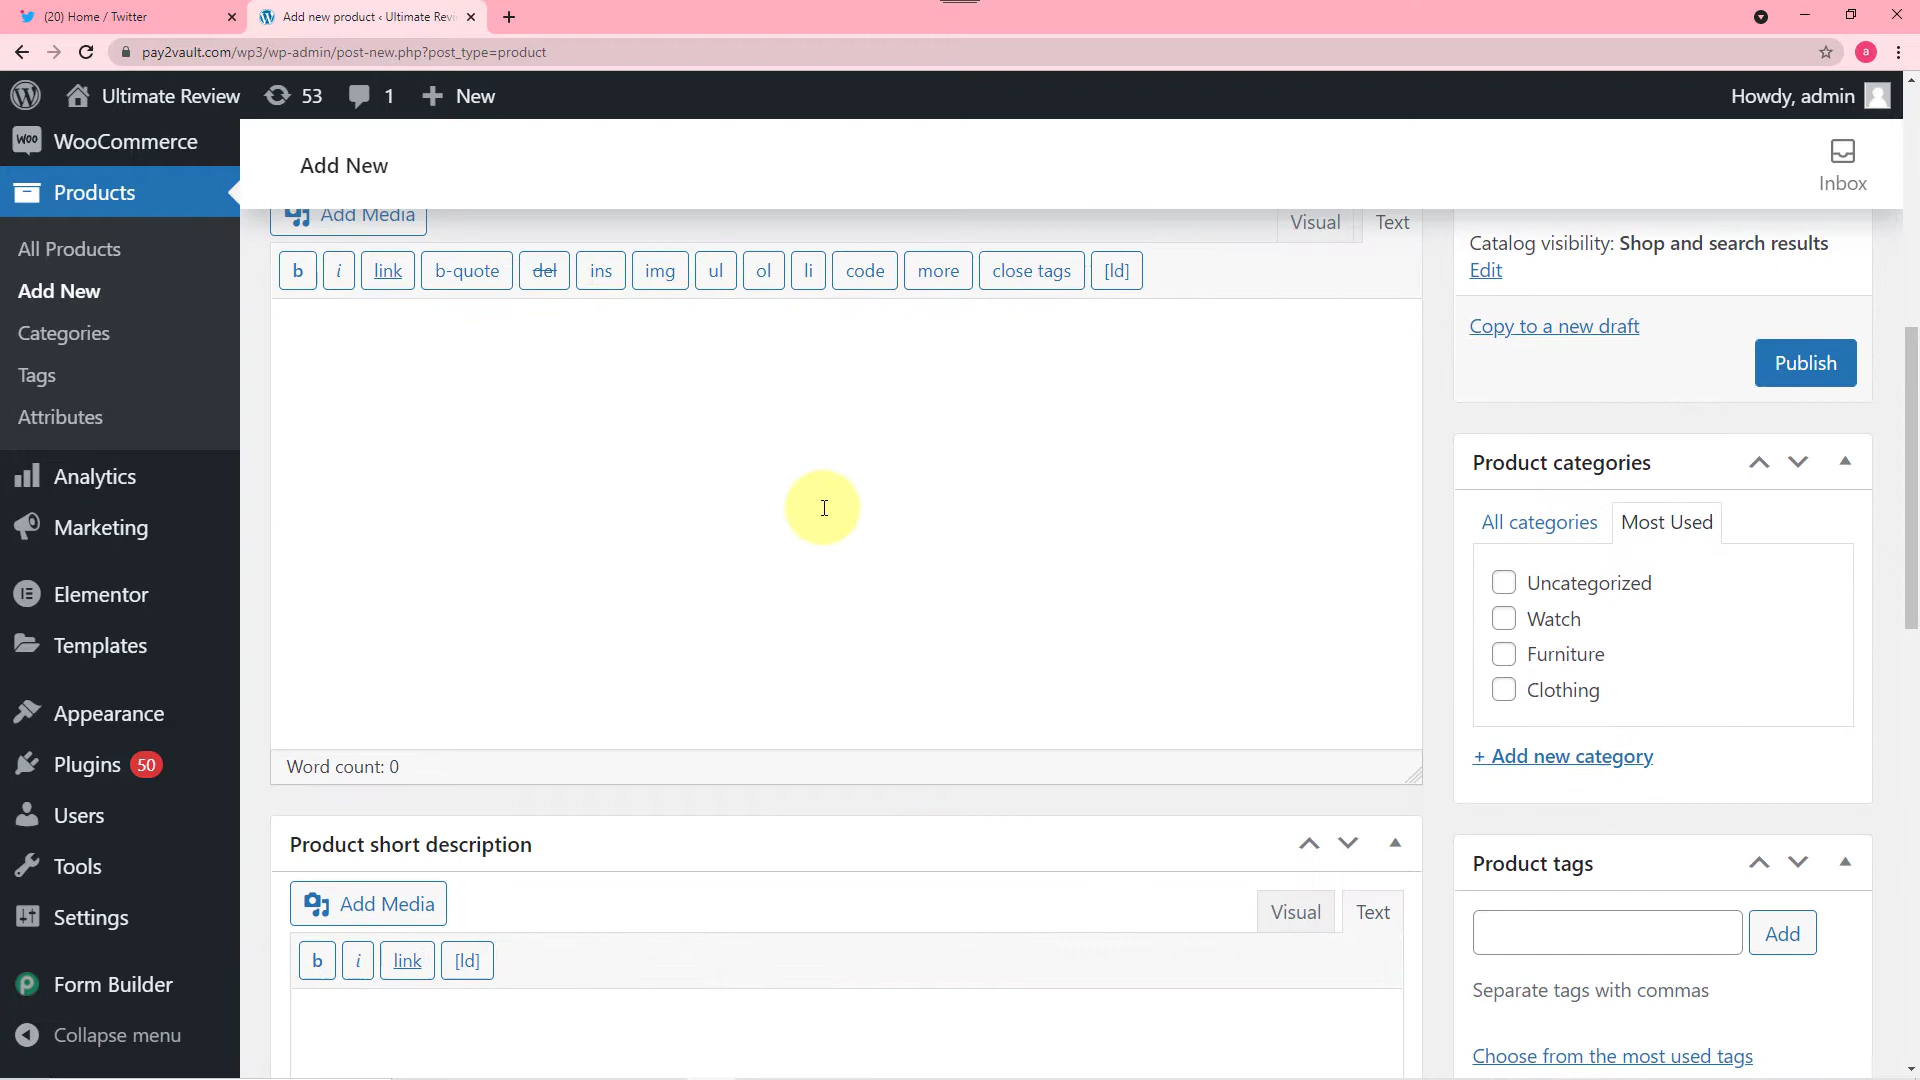 (20) Home / Twitter
Add new product ‹ Ultimate Revi
pay2vault.com/wp3/wp-admin/post-new.php?post_type=product
a
Ultimate Review
53
1
New
Howdy, admin
WOO
WooCommerce
Products
All Products
Add New
Categories
Tags
Attributes
Analytics
Marketing
Elementor
Templates
Appearance
Plugins 50
Users
Tools
Settings
Form Builder
Collapse menu
Add New
Inbox
Add Media
Visual
Text
b
i
link
b-quote
del
ins
img
ul
ol
li
code
more
close tags
[ld]
Word count: 0
Product short description
Add Media
Visual
Text
b
i
link
[ld]
Catalog visibility: Shop and search results
Edit
Copy to a new draft
Publish
Product categories
All categories
Most Used
Uncategorized
Watch
Furniture
Clothing
+ Add new category
Product tags
Add
Separate tags with commas
Choose from the most used tags